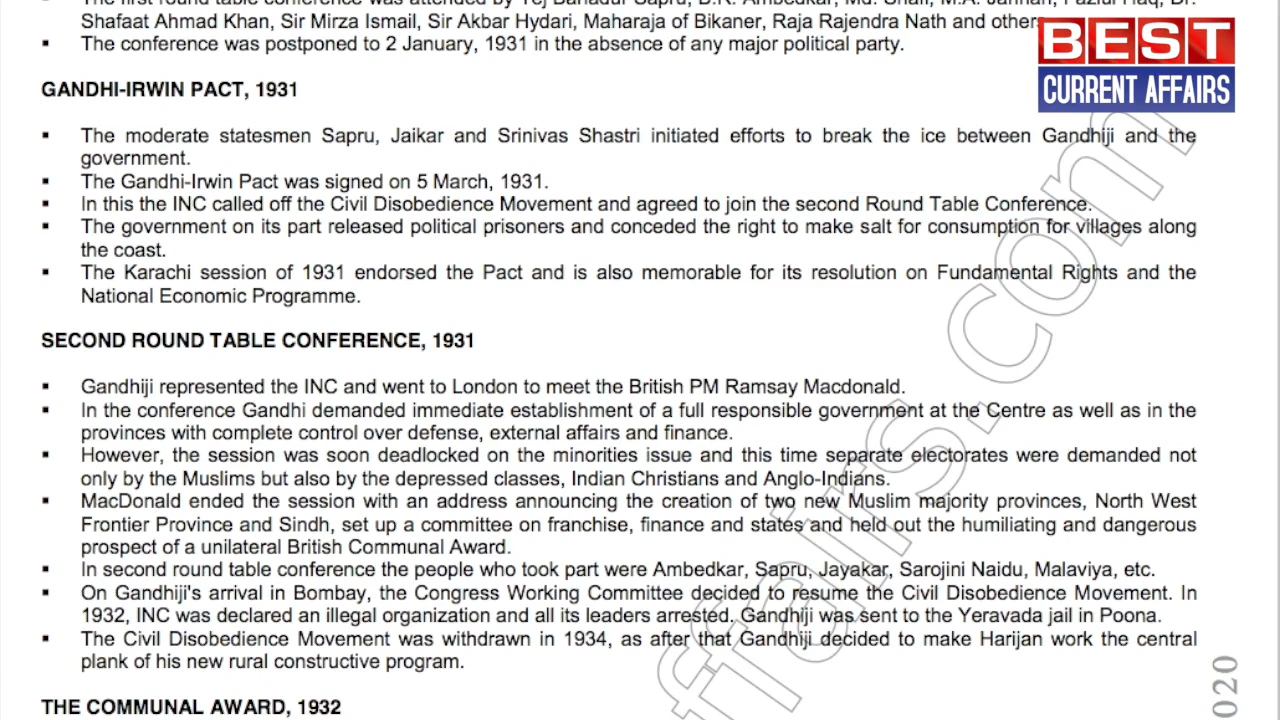 Shafaat Ahmad Khan, Sir Mirza Ismail, Sir Akbar Hydari, Maharaja of Bikaner, Raja Rajendra Nath and others.
▪ The conference was postponed to 2 January, 1931 in the absence of any major political party.
BEST
CURRENT AFFAIRS
GANDHI-IRWIN PACT, 1931
▪ The moderate statesmen Sapru, Jaikar and Srinivas Shastri initiated efforts to break the ice between Gandhiji and the
government.
▪ The Gandhi-Irwin Pact was signed on 5 March, 1931.
▪ In this the INC called off the Civil Disobedience Movement and agreed to join the second Round Table Conference.
▪ The government on its part released political prisoners and conceded the right to make salt for consumption for villages along
the coast.
▪ The Karachi session of 1931 endorsed the Pact and is also memorable for its resolution on Fundamental Rights and the
National Economic Programme.
SECOND ROUND TABLE CONFERENCE, 1931
▪ Gandhiji represented the INC and went to London to meet the British PM Ramsay Macdonald.
▪ In the conference Gandhi demanded immediate establishment of a full responsible government at the Centre as well as in the
provinces with complete control over defense, external affairs and finance.
▪ However, the session was soon deadlocked on the minorities issue and this time separate electorates were demanded not
only by the Muslims but also by the depressed classes, Indian Christians and Anglo-Indians.
▪ MacDonald ended the session with an address announcing the creation of two new Muslim majority provinces, North West
Frontier Province and Sindh, set up a committee on franchise, finance and states and held out the humiliating and dangerous
prospect of a unilateral British Communal Award.
▪ In second round table conference the people who took part were Ambedkar, Sapru, Jayakar, Sarojini Naidu, Malaviya, etc.
▪ On Gandhiji's arrival in Bombay, the Congress Working Committee decided to resume the Civil Disobedience Movement. In
1932, INC was declared an illegal organization and all its leaders arrested. Gandhiji was sent to the Yeravada jail in Poona.
▪ The Civil Disobedience Movement was withdrawn in 1934, as after that Gandhiji decided to make Harijan work the central
plank of his new rural constructive program.
THE COMMUNAL AWARD, 1932
ffairs.com
020